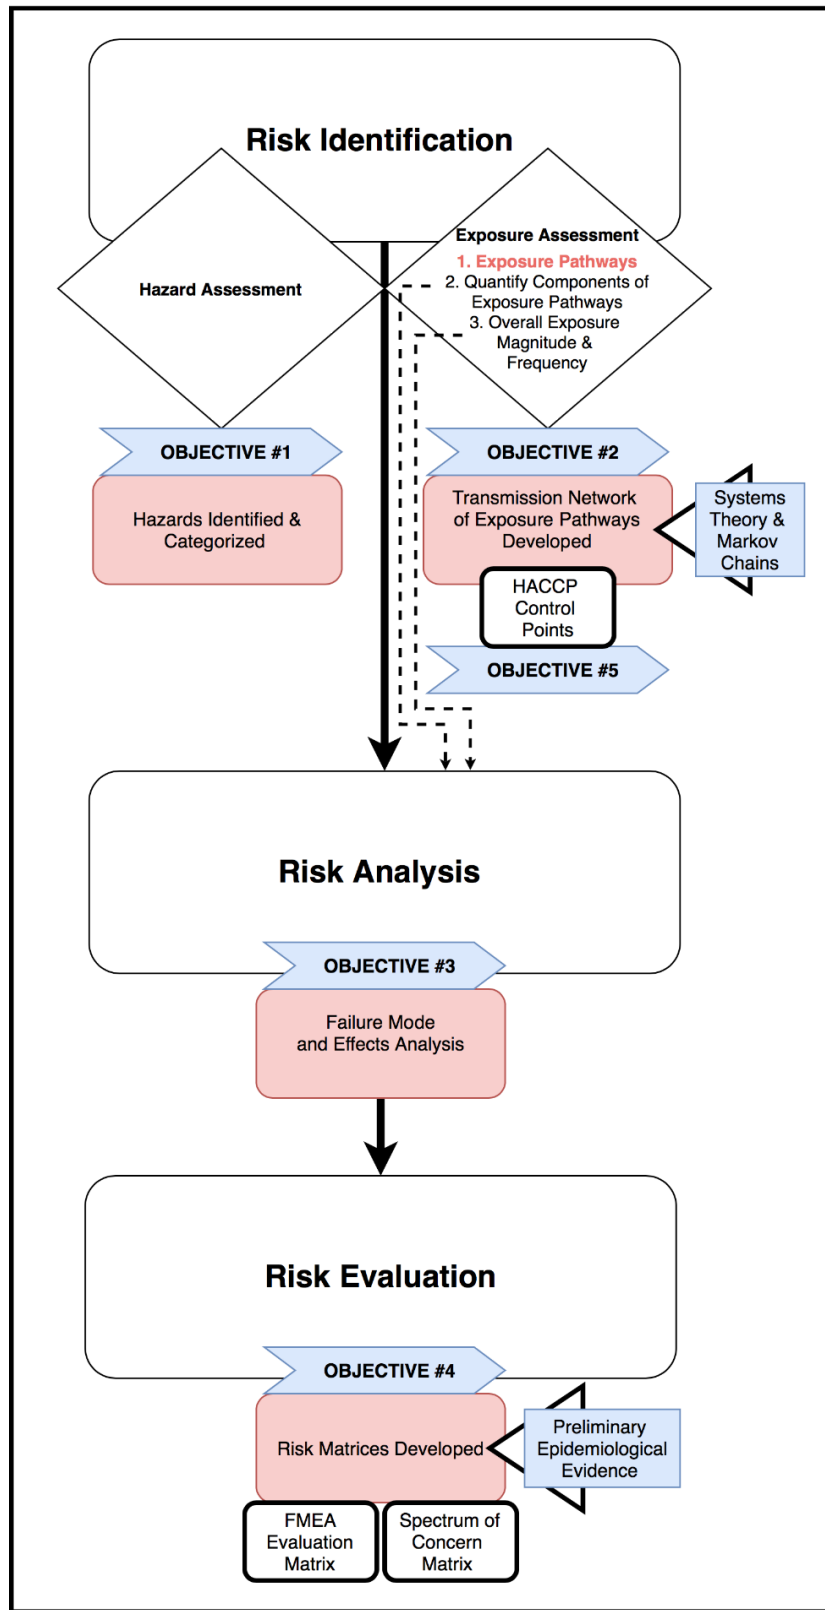 Risk Identification
Hazard Assessment
Exposure Assessment
1. Exposure Pathways
2. Quantify Components of
Exposure Pathways
3. Overall Exposure
Magnitude &
Frequency
OBJECTIVE #1
Hazards Identified &
Categorized
OBJECTIVE #2
Transmission Network
of Exposure Pathways
Developed
Systems
Theory &
Markov
Chains
HACCP
Control
Points
OBJECTIVE #5
Risk Analysis
OBJECTIVE #3
Failure Mode
and Effects Analysis
Risk Evaluation
OBJECTIVE #4
Risk Matrices Developed
Preliminary
Epidemiological
Evidence
FMEA
Evaluation
Matrix
Spectrum of
Concern
Matrix